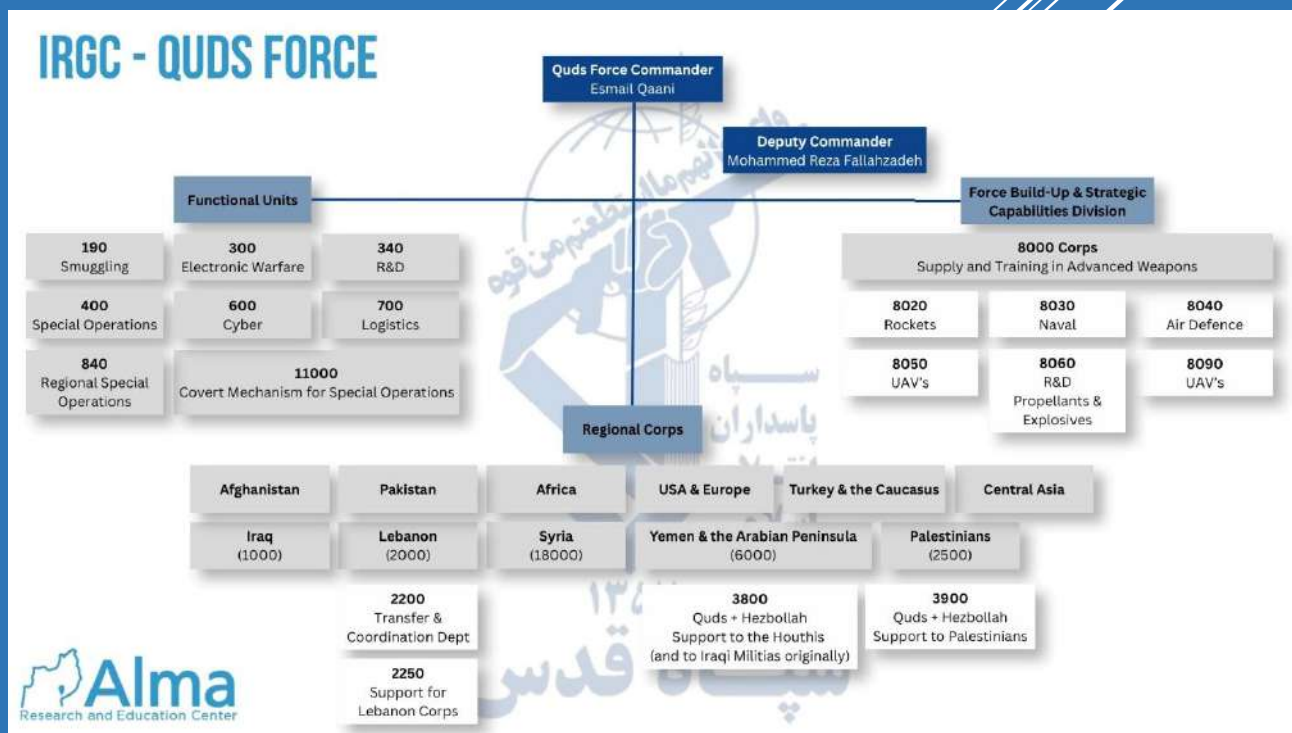 IRGC - QUDS FORCE
Quds Force Commander
Esmail Qaani
Deputy Commander
Mohammed Reza Fallahzadeh
Functional Units
190
Smuggling
300
Electronic Warfare
340
R&D
400
Special Operations
600
Cyber
700
Logistics
840
Regional Special
Operations
11000
Covert Mechanism for Special Operations
Force Build-Up & Strategic
Capabilities Division
8000 Corps
Supply and Training in Advanced Weapons
8020
Rockets
8030
Naval
8040
Air Defence
8050
UAV's
8060
R&D
Propellants &
Explosives
8090
UAV's
Regional Corps
Afghanistan
Pakistan
Africa
USA & Europe
Turkey & the Caucasus
Central Asia
Iraq
(1000)
Lebanon
(2000)
Syria
(18000)
Yemen & the Arabian Peninsula
(6000)
Palestinians
(2500)
2200
Transfer &
Coordination Dept
2250
Support for
Lebanon Corps
3800
Quds + Hezbollah
Support to the Houthis
(and to Iraqi Militias originally)
3900
Quds + Hezbollah
Support to Palestinians
سپاه
پاسداران
قدس
Alma
Research and Education Center